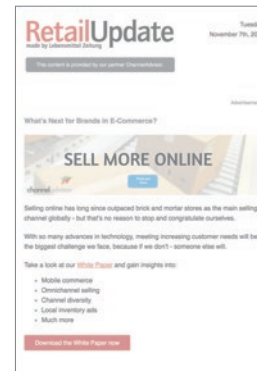 RetailUpdate
made by Lebensmittel Zeitung
Tuesd
November 7th, 20
This content is provided by our partner ChannelAdvisor.
Advertiseme
What's Next for Brands in E-Commerce?
SELL MORE ONLINE
channeladvisor
Selling online has long since outpaced brick and mortar stores as the main selling
channel globally - but that's no reason to stop and congratulate ourselves.
With so many advances in technology, meeting increasing customer needs will be
the biggest challenge we face, because if we don't - someone else will.
Take a look at our White Paper and gain insights into:
• Mobile commerce
• Omnichannel selling
• Channel diversity
• Local inventory ads
• Much more
Download the White Paper now